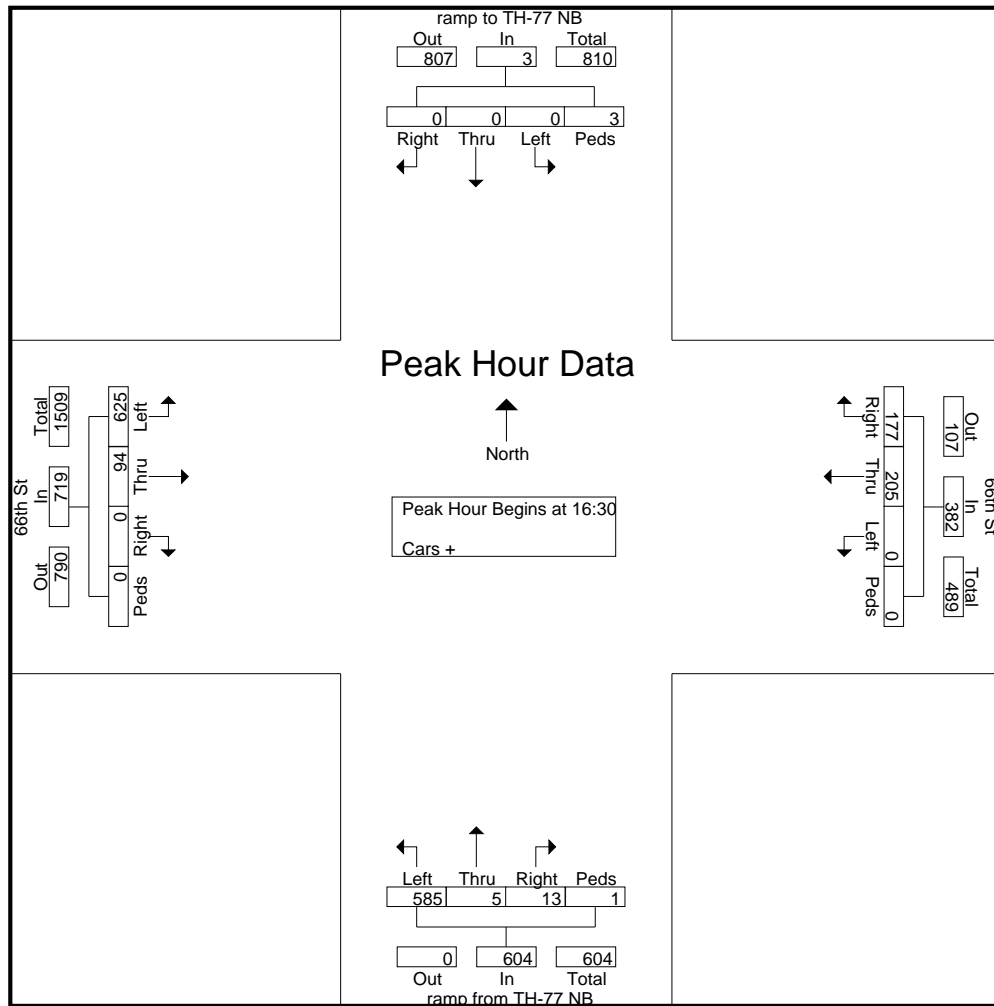 ramp to TH-77 NB
Out In Total
807 3 810
0 0 0 3
Right Thru Left Peds
Peak Hour Data
North
Peak Hour Begins at 16:30
Cars +
66th St
Total In Out
1509 719 790
625 94 0 0
Left Thru Right Peds
66th St
Out In Total
107 382 489
177 205 0 0
Right Thru Left Peds
Left Thru Right Peds
585 5 13 1
0 604 604
Out In Total
ramp from TH-77 NB